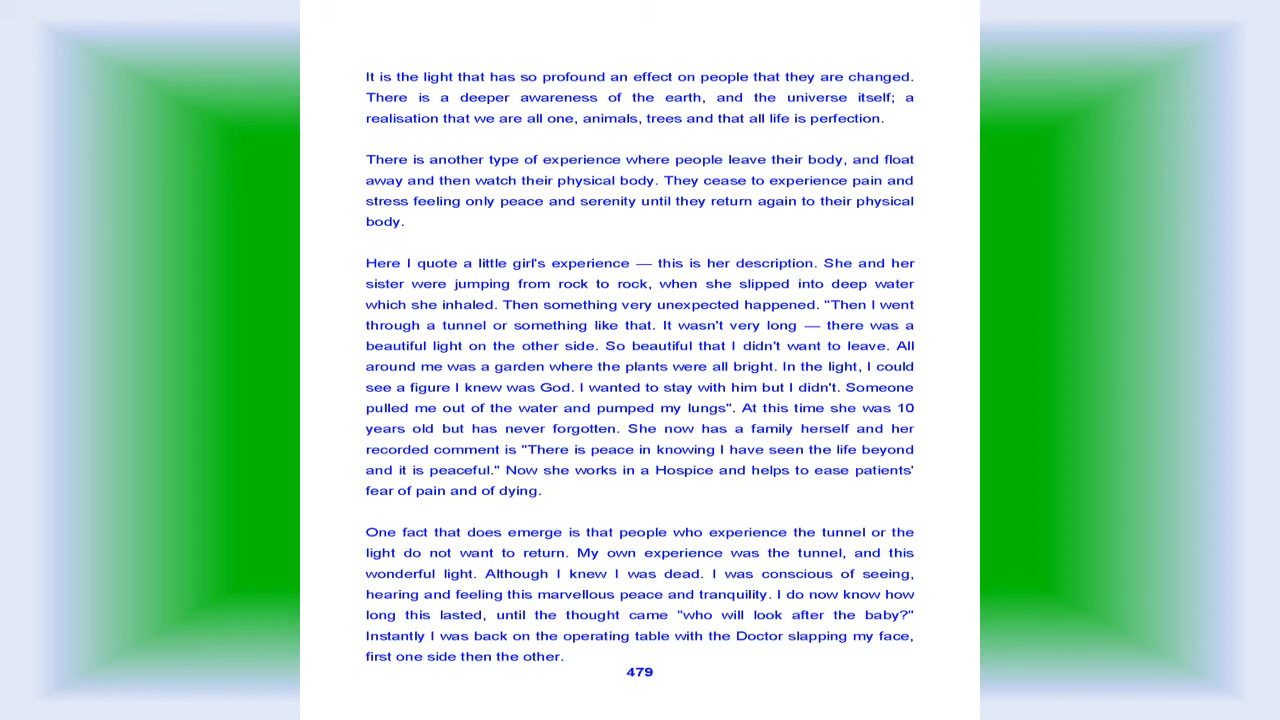 It is the light that has so profound an effect on people that they are changed.
There is a deeper awareness of the earth, and the universe itself; a
realisation that we are all one, animals, trees and that all life is perfection.
There is another type of experience where people leave their body, and float
away and then watch their physical body. They cease to experience pain and
stress feeling only peace and serenity until they return again to their physical
body.
Here I quote a little girl's experience — this is her description. She and her
sister were jumping from rock to rock, when she slipped into deep water
which she inhaled. Then something very unexpected happened. "Then I went
through a tunnel or something like that. It wasn't very long — there was a
beautiful light on the other side. So beautiful that I didn't want to leave. All
around me was a garden where the plants were all bright. In the light, I could
see a figure I knew was God. I wanted to stay with him but I didn't. Someone
pulled me out of the water and pumped my lungs". At this time she was 10
years old but has never forgotten. She now has a family herself and her
recorded comment is "There is peace in knowing I have seen the life beyond
and it is peaceful." Now she works in a Hospice and helps to ease patients'
fear of pain and of dying.
One fact that does emerge is that people who experience the tunnel or the
light do not want to return. My own experience was the tunnel, and this
wonderful light. Although I knew I was dead. I was conscious of seeing,
hearing and feeling this marvellous peace and tranquility. I do now know how
long this lasted, until the thought came "who will look after the baby?"
Instantly I was back on the operating table with the Doctor slapping my face,
first one side then the other.
479